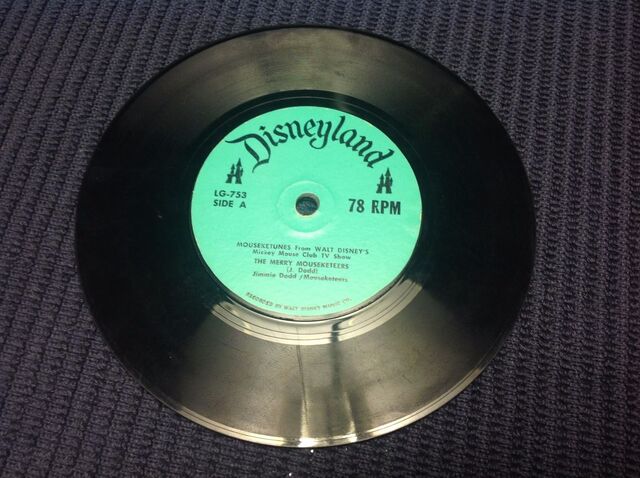 Disneyland
LG-753
SIDE A
78 RPM
MOUSEKETUNES From WALT DISNEY'S
Mickey Mouse Club TV Show
THE MERRY MOUSEKETEERS
(J. Dodd)
Jimmie Dodd/Mouseketeers
RECORDED BY WALT DISNEY MUSIC CO.